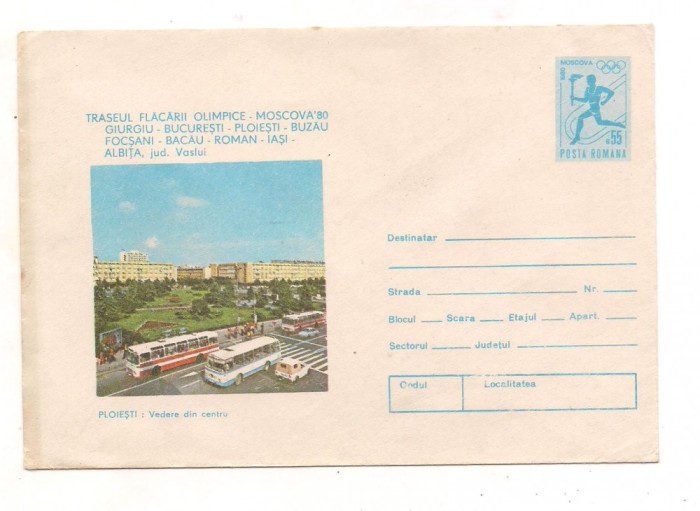 TRASEUL FLĂCĂRII OLIMPICE - MOSCOVA'80
GIURGIU - BUCUREȘTI - PLOIEȘTI - BUZĂU
FOCȘANI - BACĂU - ROMAN - IAȘI -
ALBIȚA, jud. Vaslui
MOSCOVA
1980
55
POSTA ROMANA
Destinatar
Strada Nr.
Blocul Scara Etajul Apart.
Sectorul Județul
Codul Localitatea
PLOIEȘTI : Vedere din centru